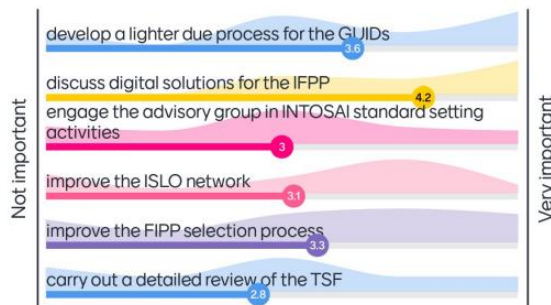 develop a lighter due process for the GUIDs
3.6
discuss digital solutions for the IFPP
4.2
engage the advisory group in INTOSAI standard setting
activities
3
improve the ISLO network
3.1
improve the FIPP selection process
3.3
carry out a detailed review of the TSF
2.8
Not important
Very important